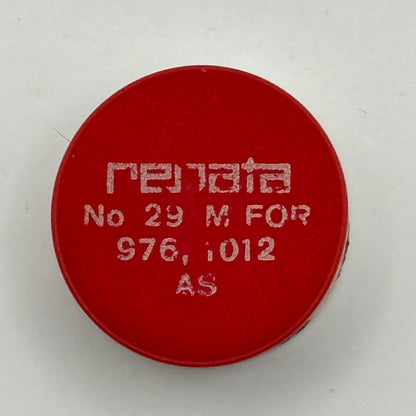 renata
No 29 M FOR
976, 1012
AS